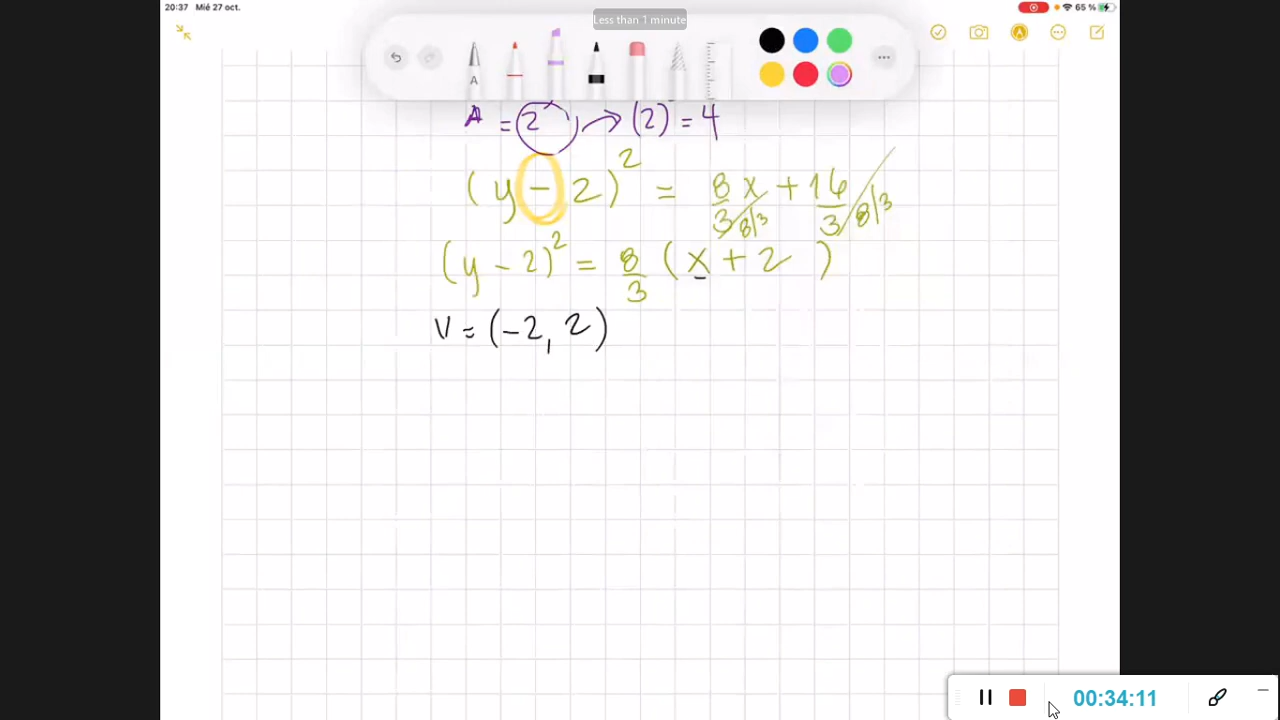 20:37 Mié 27 oct.
65 %
Less than 1 minute
A
A = 2 → (2)² = 4
(y - 2)² = 8/3 x + 16/3
8/3 8/3
(y - 2)² = 8/3 (x + 2)
V = (-2, 2)
00:34:11